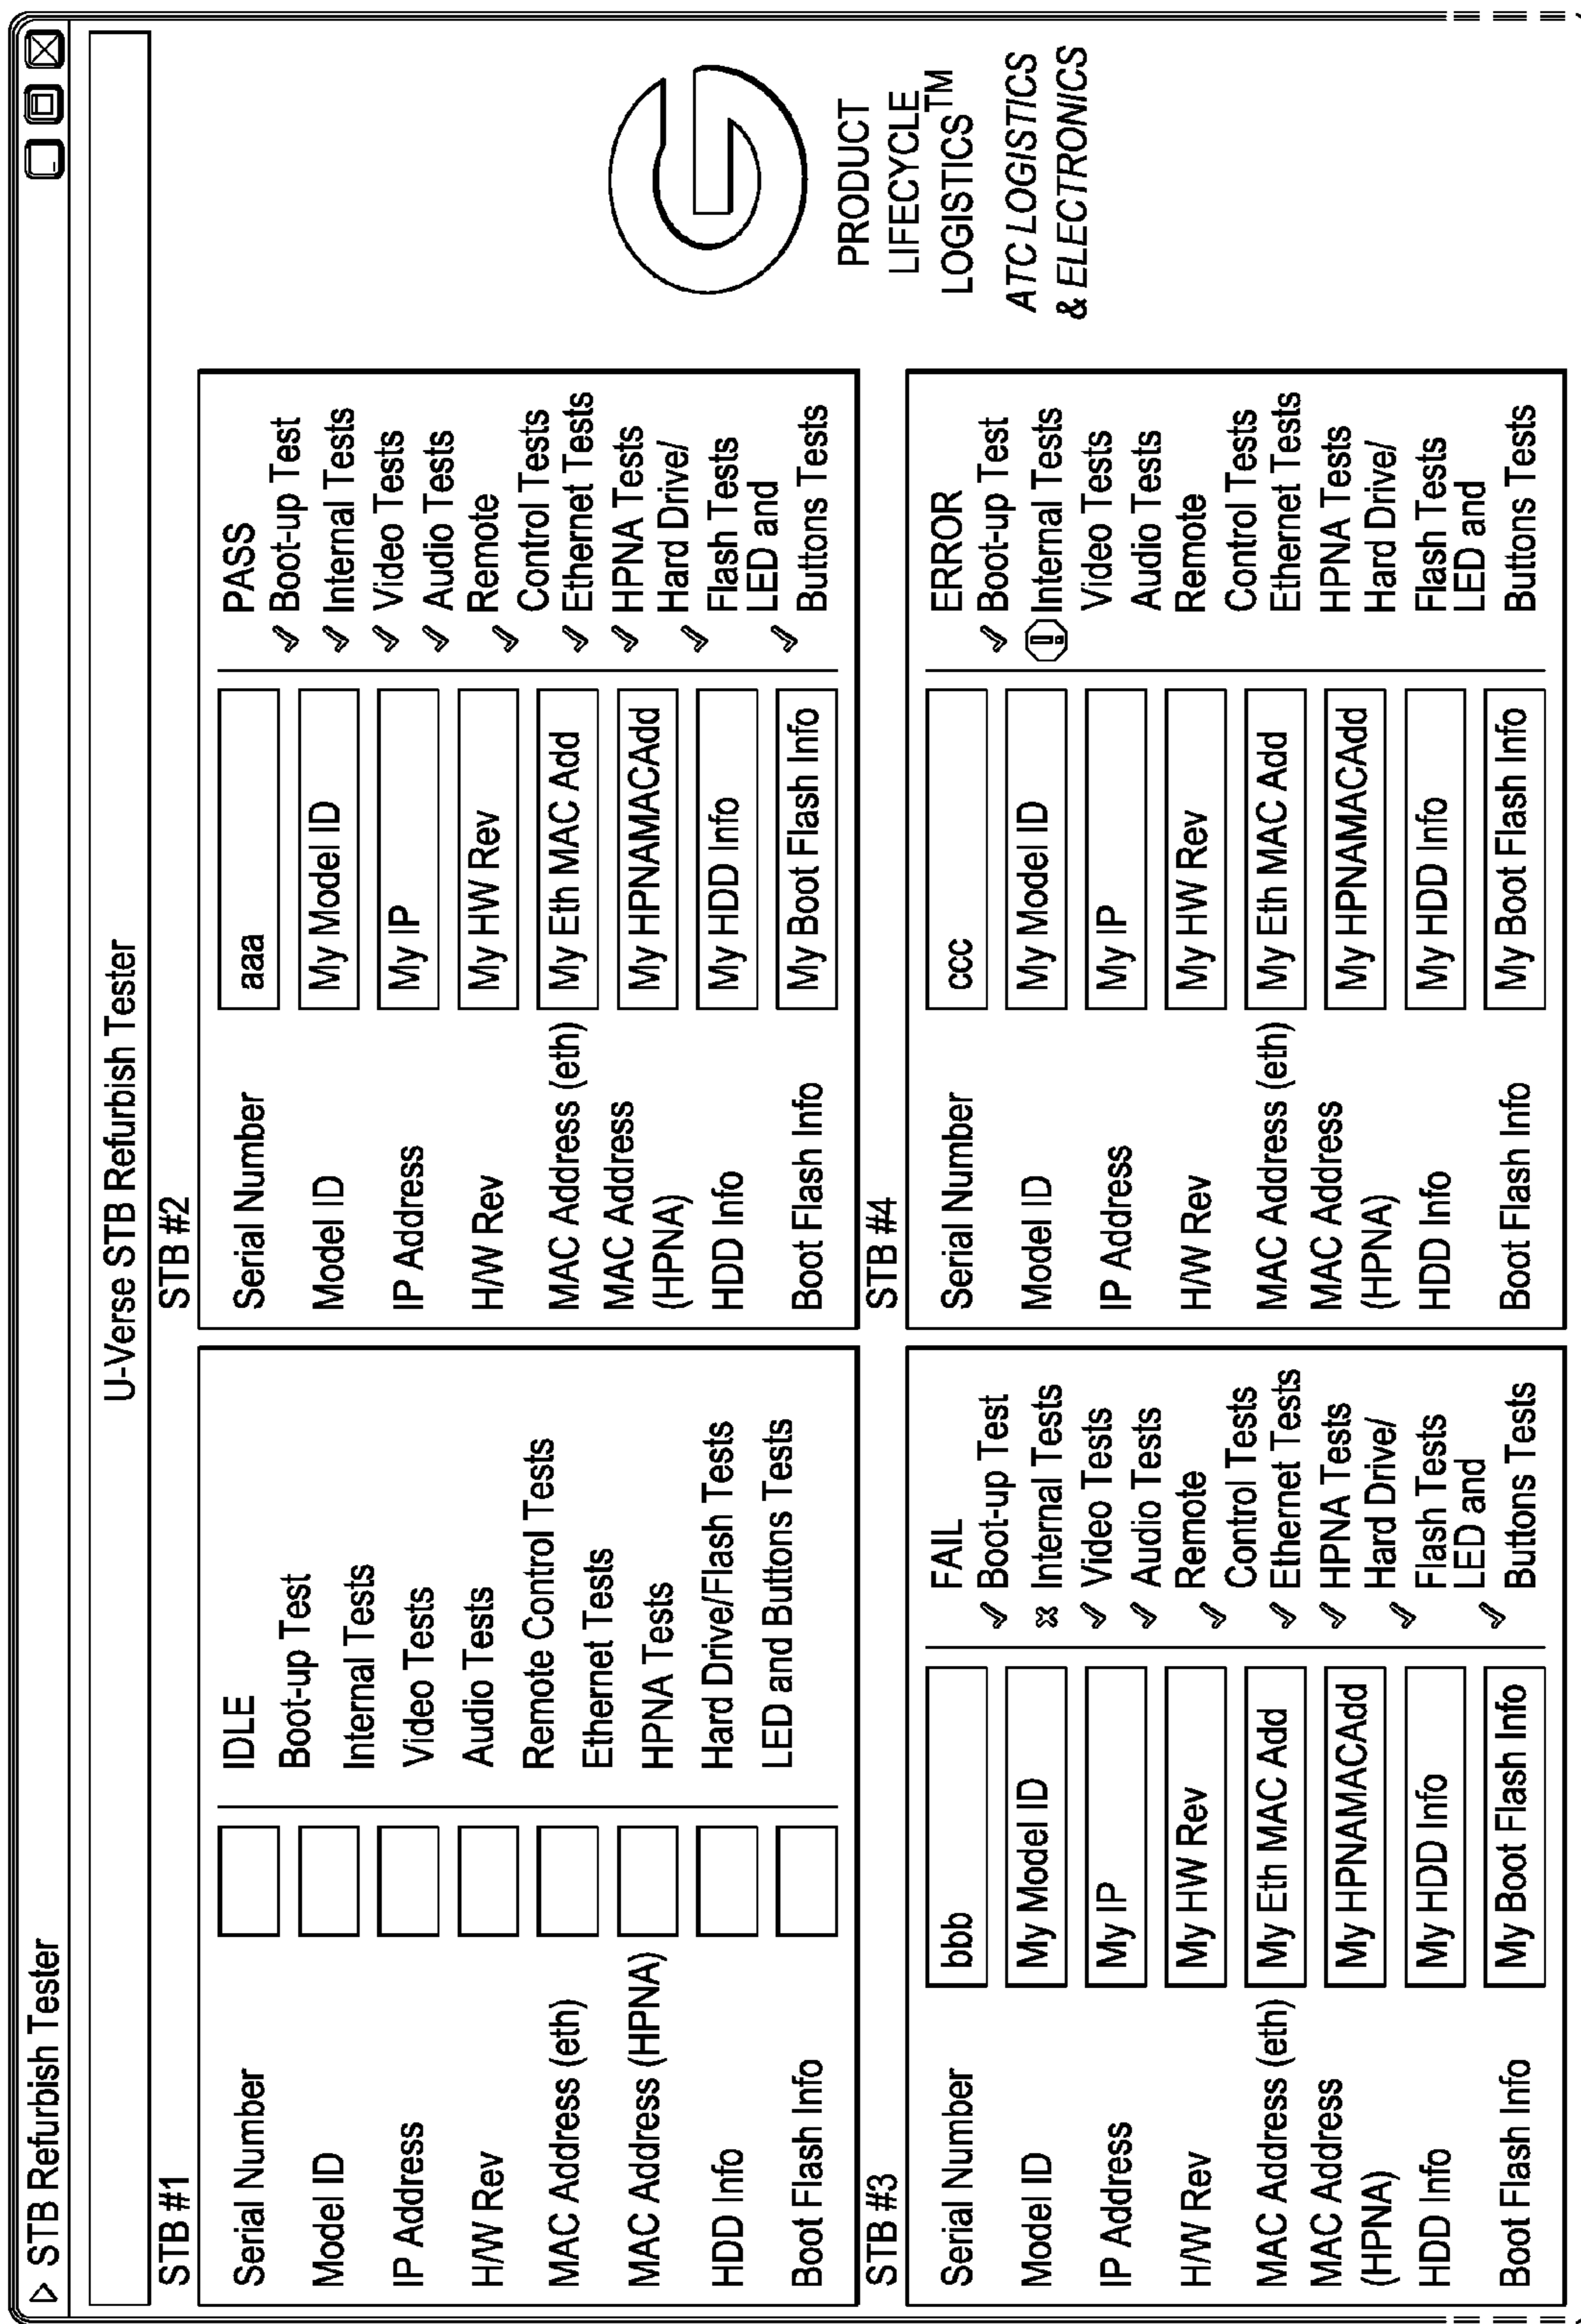 STB Refurbish Tester
U-Verse STB Refurbish Tester
STB #1
Serial Number
Model ID
IP Address
H/W Rev
MAC Address (eth)
MAC Address (HPNA)
HDD Info
Boot Flash Info
IDLE
Boot-up Test
Internal Tests
Video Tests
Audio Tests
Remote Control Tests
Ethernet Tests
HPNA Tests
Hard Drive/Flash Tests
LED and Buttons Tests
STB #2
Serial Number aaa
Model ID My Model ID
IP Address My IP
H/W Rev My HW Rev
MAC Address (eth) My Eth MAC Add
MAC Address
(HPNA) My HPNAMACAdd
HDD Info My HDD Info
Boot Flash Info My Boot Flash Info
PASS
Boot-up Test
Internal Tests
Video Tests
Audio Tests
Remote
Control Tests
Ethernet Tests
HPNA Tests
Hard Drive/
Flash Tests
LED and
Buttons Tests
STB #3
Serial Number bbb
Model ID My Model ID
IP Address My IP
H/W Rev My HW Rev
MAC Address (eth) My Eth MAC Add
MAC Address
(HPNA) My HPNAMACAdd
HDD Info My HDD Info
Boot Flash Info My Boot Flash Info
FAIL
Boot-up Test
Internal Tests
Video Tests
Audio Tests
Remote
Control Tests
Ethernet Tests
HPNA Tests
Hard Drive/
Flash Tests
LED and
Buttons Tests
STB #4
Serial Number ccc
Model ID My Model ID
IP Address My IP
H/W Rev My HW Rev
MAC Address (eth) My Eth MAC Add
MAC Address
(HPNA) My HPNAMACAdd
HDD Info My HDD Info
Boot Flash Info My Boot Flash Info
ERROR
Boot-up Test
Internal Tests
Video Tests
Audio Tests
Remote
Control Tests
Ethernet Tests
HPNA Tests
Hard Drive/
Flash Tests
LED and
Buttons Tests
PRODUCT
LIFECYCLE
LOGISTICS™
ATC LOGISTICS
& ELECTRONICS